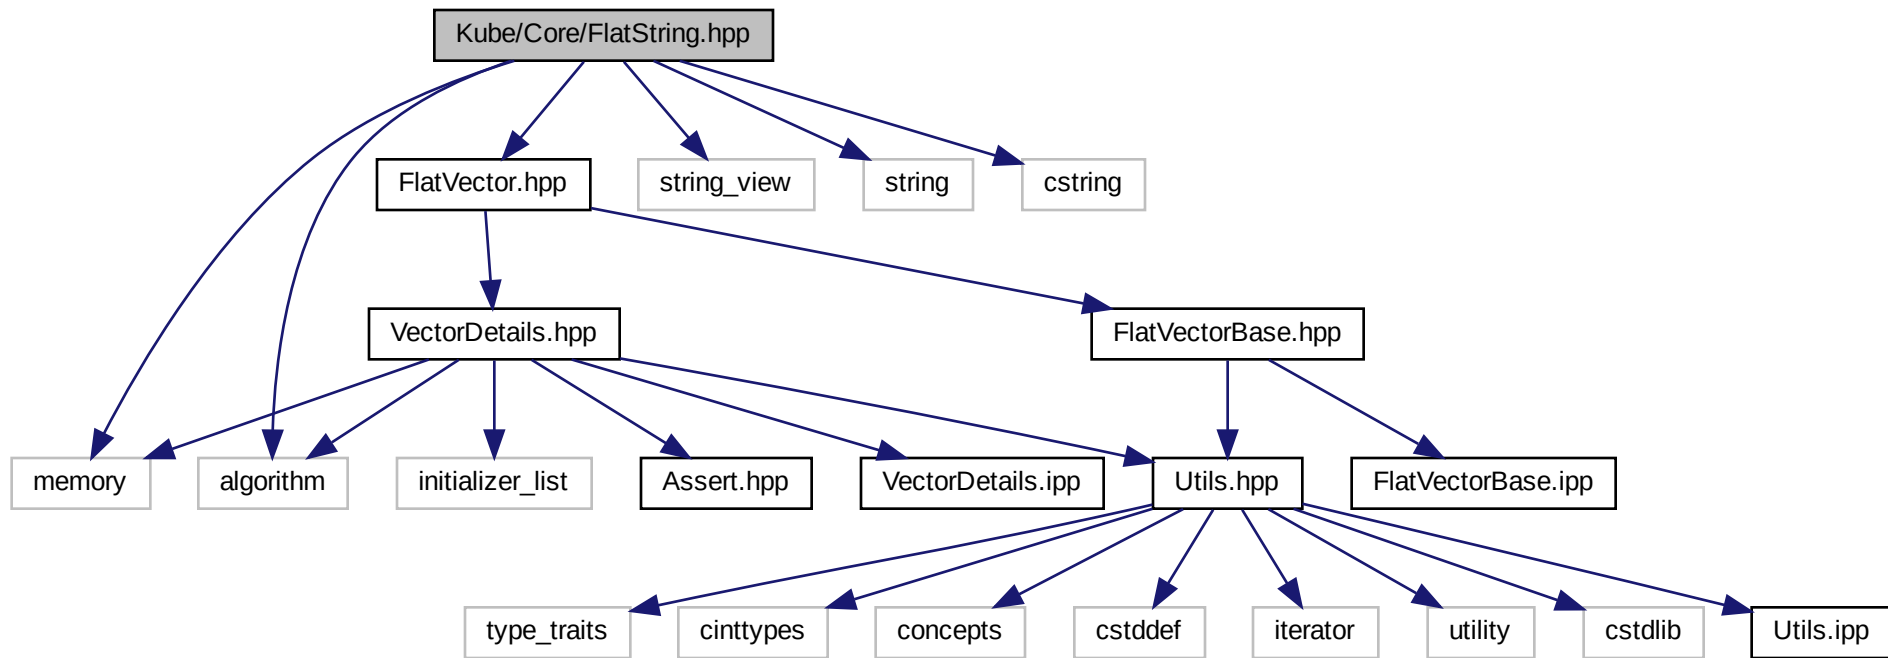 Kube/Core/FlatString.hpp
FlatVector.hpp
string_view
string
cstring
VectorDetails.hpp
FlatVectorBase.hpp
memory
algorithm
initializer_list
Assert.hpp
VectorDetails.ipp
Utils.hpp
FlatVectorBase.ipp
type_traits
cinttypes
concepts
cstddef
iterator
utility
cstdlib
Utils.ipp